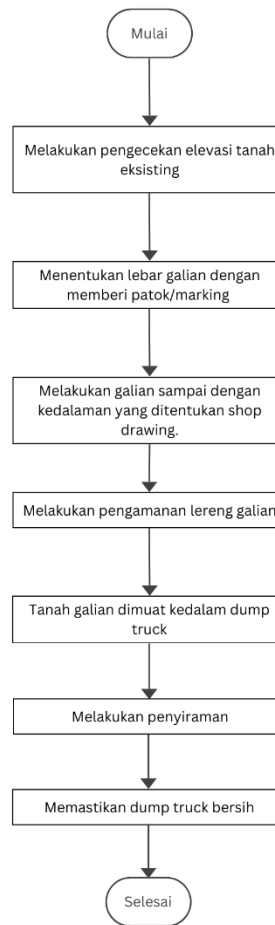 Mulai
Melakukan pengecekan elevasi tanah
eksisting
Menentukan lebar galian dengan
memberi patok/marking
Melakukan galian sampai dengan
kedalaman yang ditentukan shop
drawing.
Melakukan pengamanan lereng galian
Tanah galian dimuat kedalam dump
truck
Melakukan penyiraman
Memastikan dump truck bersih
Selesai